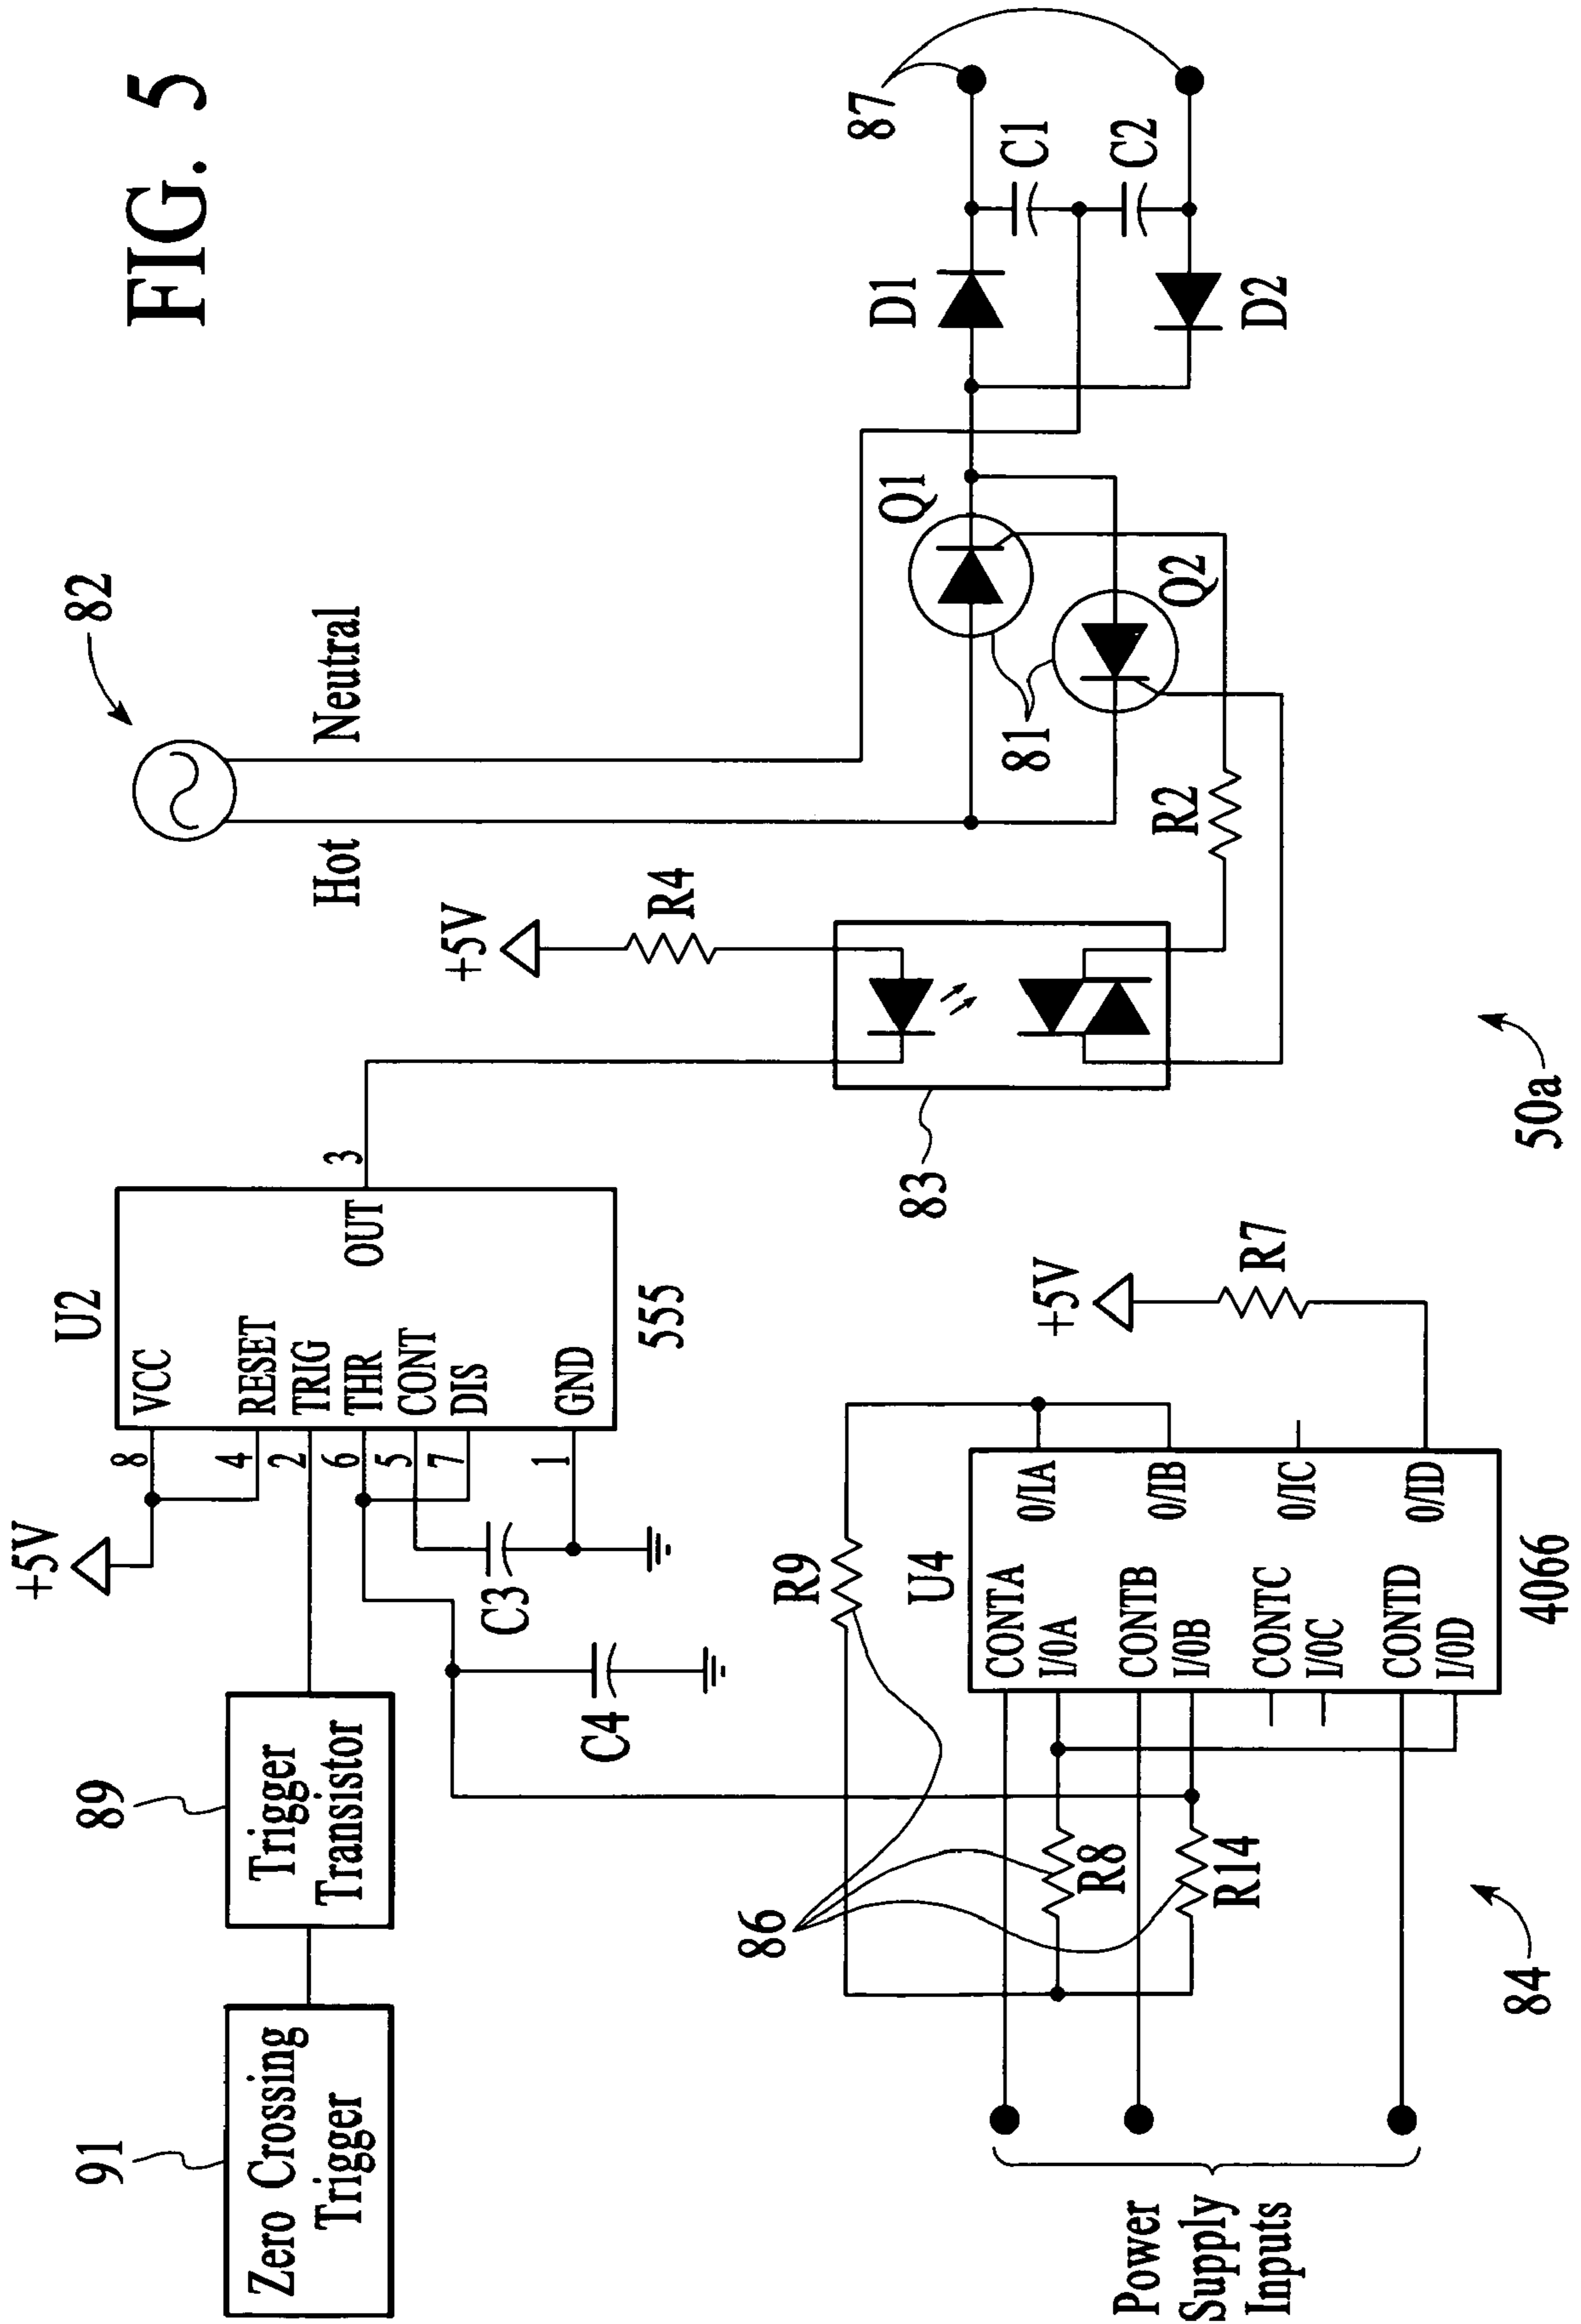 FIG. 5
82
Hot
Neutral
87
C1
C2
D1
D2
Q1
Q2
81
R2
+5V
R4
83
50a
+5V
U2
8
VCC
4
RESET
2
TRIG
6
THR
5
CONT
7
DIS
1
GND
OUT
3
555
C3
C4
91
Zero Crossing
Trigger
89
Trigger
Transistor
+5V
R7
R9
86
R8
R14
U4
CONTA
I/0A
CONTB
I/0B
CONTC
I/0C
CONTD
I/0D
0/IA
0/IB
0/IC
0/ID
4066
84
Power
Supply
Inputs